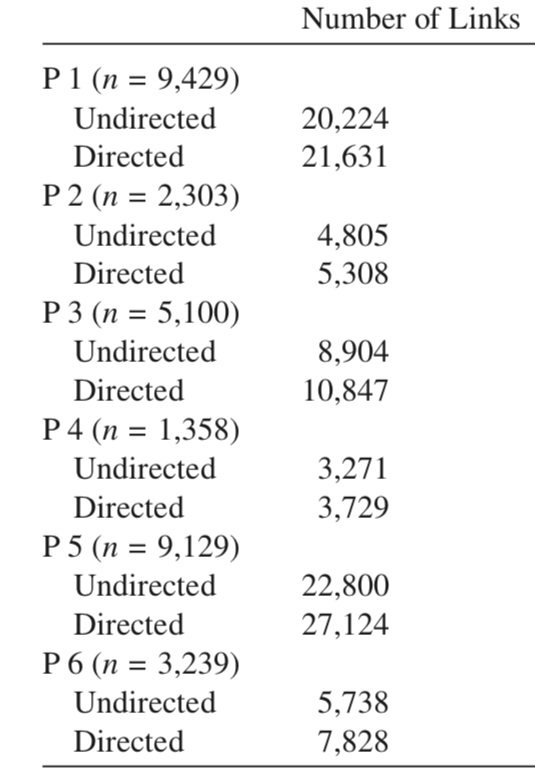 Number of Links
P 1 (n = 9,429)
Undirected 20,224
Directed 21,631
P 2 (n = 2,303)
Undirected 4,805
Directed 5,308
P 3 (n = 5,100)
Undirected 8,904
Directed 10,847
P 4 (n = 1,358)
Undirected 3,271
Directed 3,729
P 5 (n = 9,129)
Undirected 22,800
Directed 27,124
P 6 (n = 3,239)
Undirected 5,738
Directed 7,828